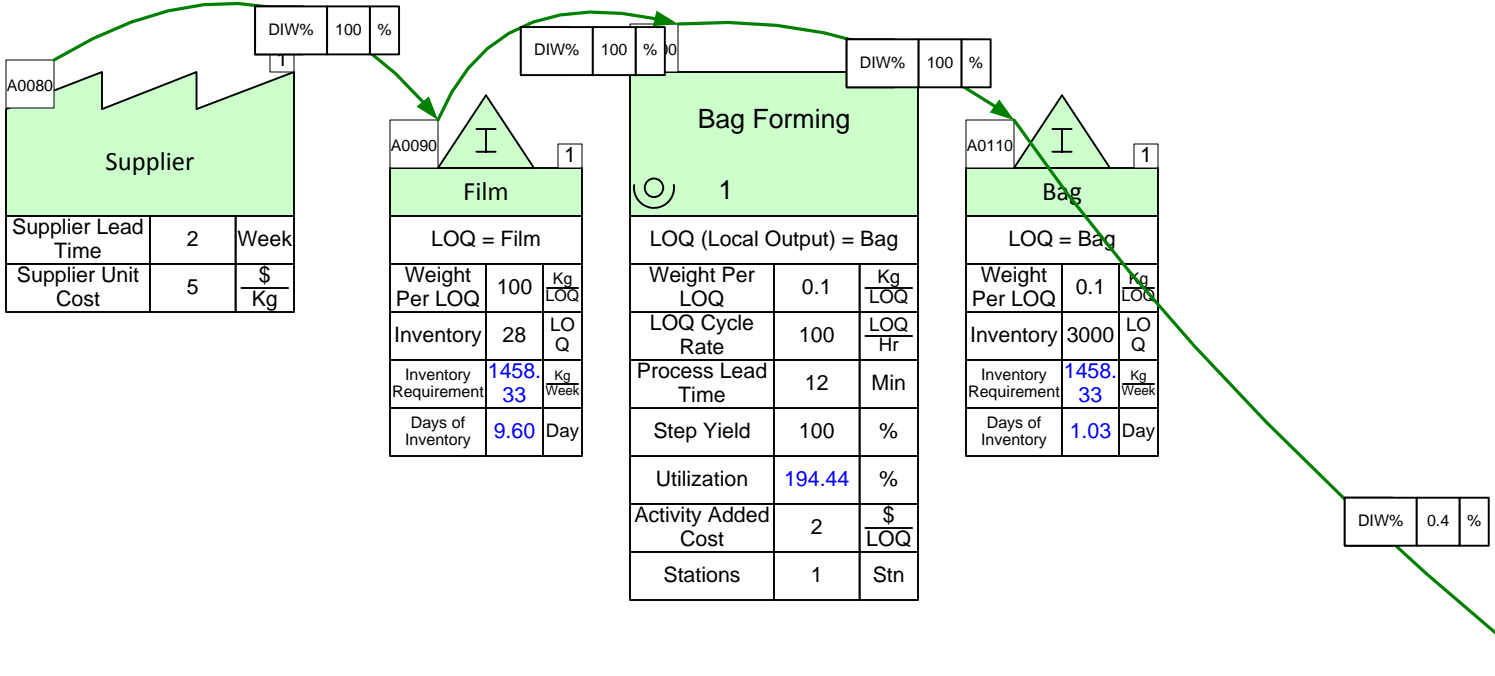 DIW% 100 %
A0080
1
Supplier
Supplier Lead
Time
2
Week
Supplier Unit
Cost
5
$
Kg
DIW% 100 %
A0090
I
1
Film
LOQ = Film
Weight
Per LOQ
100
Kg
LOQ
Inventory
28
LO
Q
Inventory
Requirement
1458.
33
Kg
Week
Days of
Inventory
9.60
Day
Bag Forming
1
LOQ (Local Output) = Bag
Weight Per
LOQ
0.1
Kg
LOQ
LOQ Cycle
Rate
100
LOQ
Hr
Process Lead
Time
12
Min
Step Yield
100
%
Utilization
194.44
%
Activity Added
Cost
2
$
LOQ
Stations
1
Stn
DIW% 100 %
A0110
I
1
Bag
LOQ = Bag
Weight
Per LOQ
0.1
Kg
LOQ
Inventory
3000
LO
Q
Inventory
Requirement
1458.
33
Kg
Week
Days of
Inventory
1.03
Day
DIW% 0.4 %